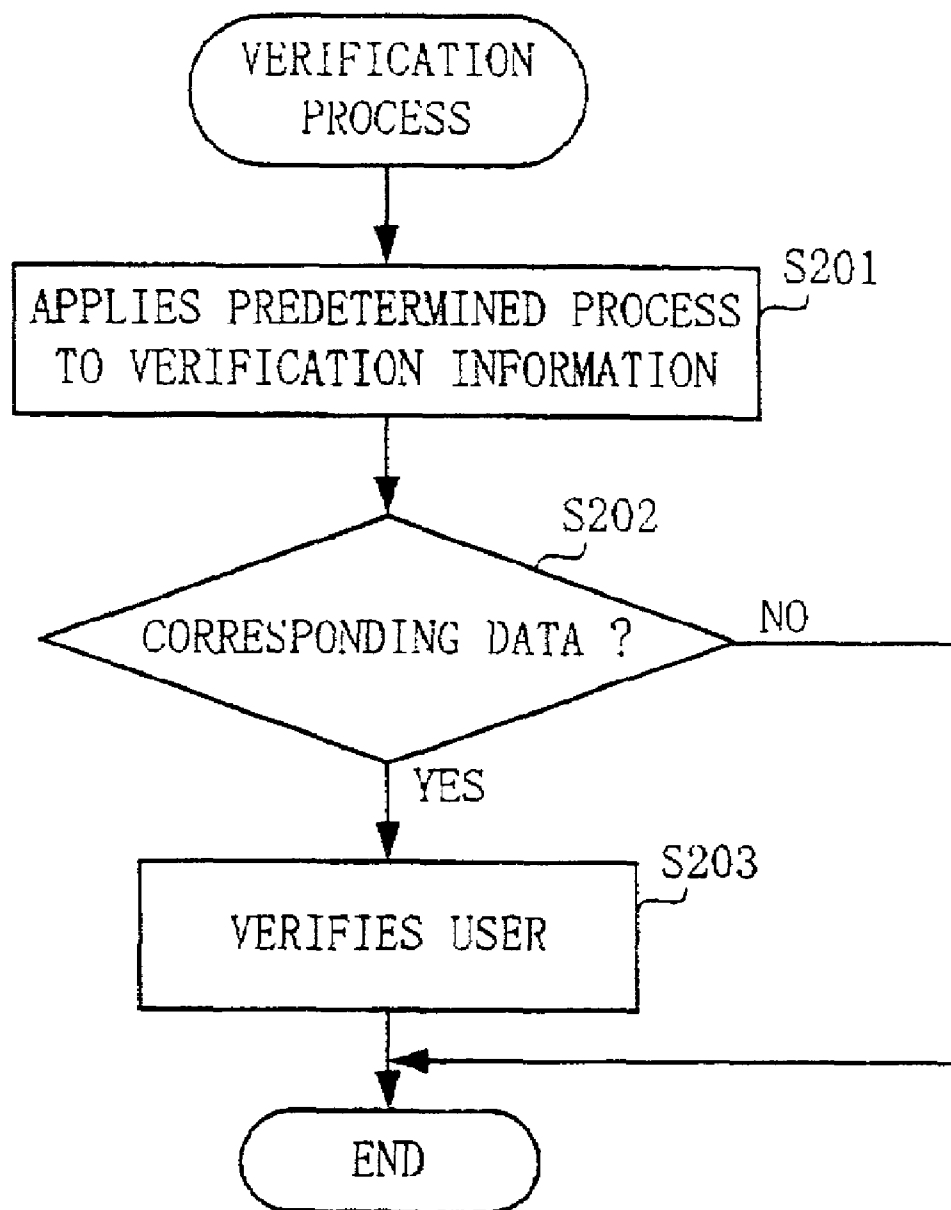 VERIFICATION
PROCESS
S201
APPLIES PREDETERMINED PROCESS
TO VERIFICATION INFORMATION
S202
CORRESPONDING DATA ?
NO
YES
S203
VERIFIES USER
END